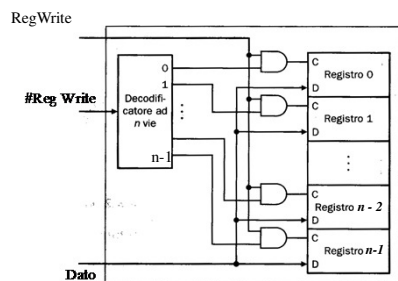 RegWrite
#Reg Write
Decodifi-
catore ad
n vie
0
1
⋮
n-1
C
Registro 0
D
C
Registro 1
D
⋮
C
Registro n - 2
D
C
Registro n-1
D
Dato